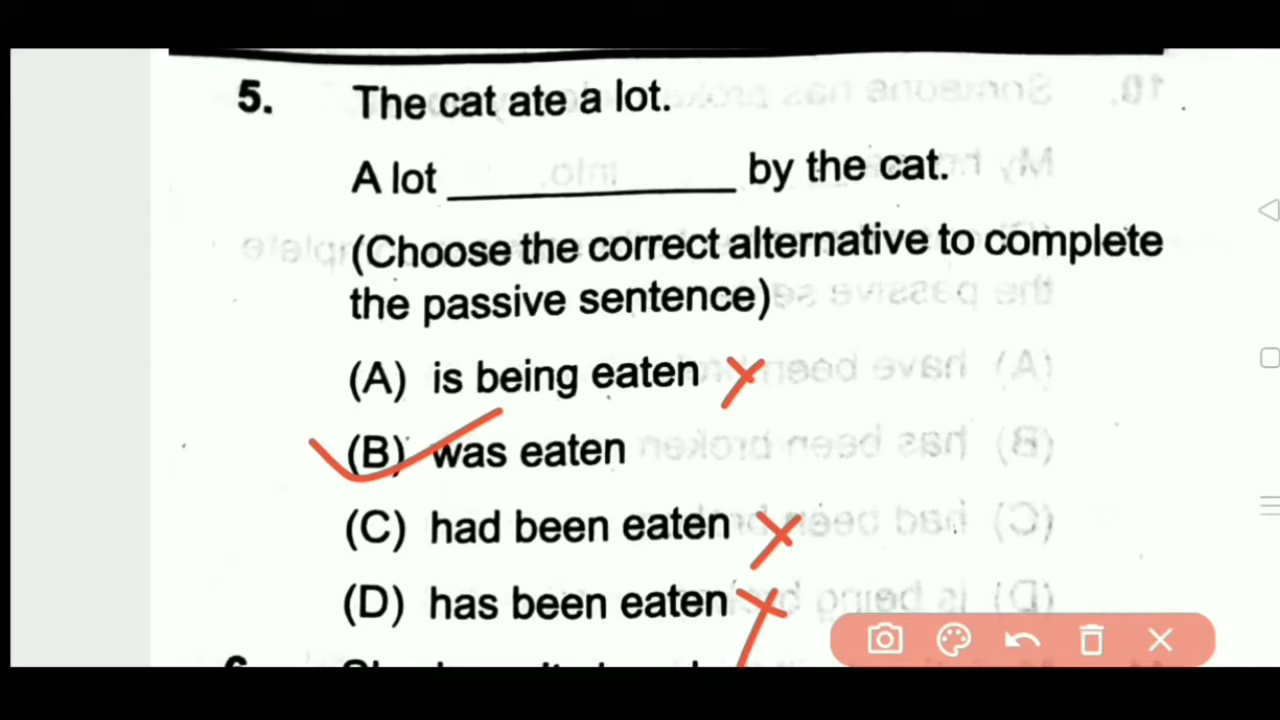 5. The cat ate a lot.
A lot ____________ by the cat.
(Choose the correct alternative to complete
the passive sentence)
(A) is being eaten
(B) was eaten
(C) had been eaten
(D) has been eaten